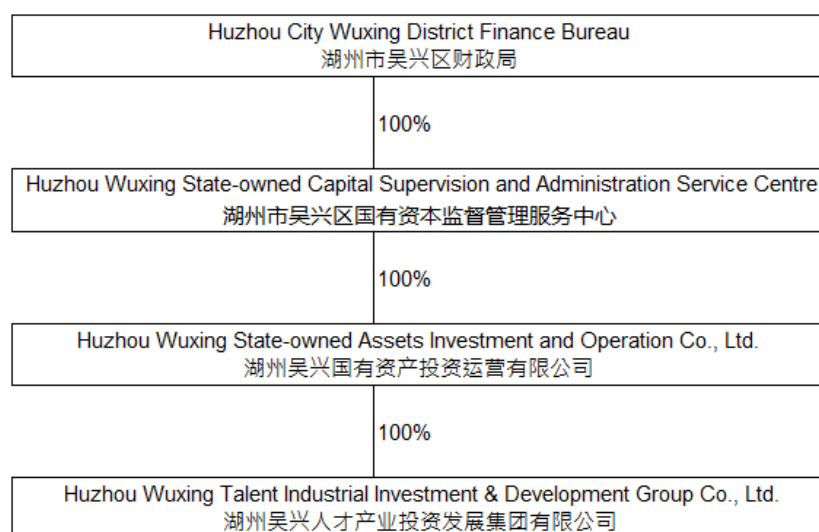 Huzhou City Wuxing District Finance Bureau
湖州市吴兴区财政局
100%
Huzhou Wuxing State-owned Capital Supervision and Administration Service Centre
湖州市吴兴区国有资本监督管理服务中心
100%
Huzhou Wuxing State-owned Assets Investment and Operation Co., Ltd.
湖州吴兴国有资产投资运营有限公司
100%
Huzhou Wuxing Talent Industrial Investment & Development Group Co., Ltd.
湖州吴兴人才产业投资发展集团有限公司